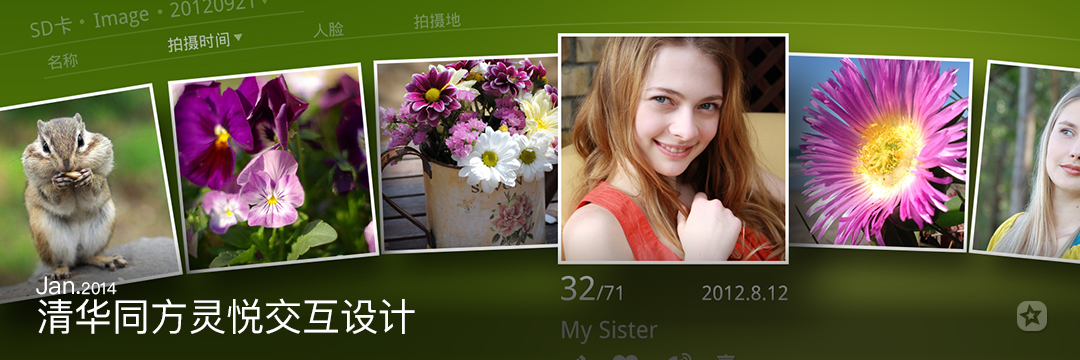 SD卡 • Image • 20120921
名称 拍摄时间 人脸 拍摄地
32/71 2012.8.12
My Sister
Jan.2014
清华同方灵悦交互设计